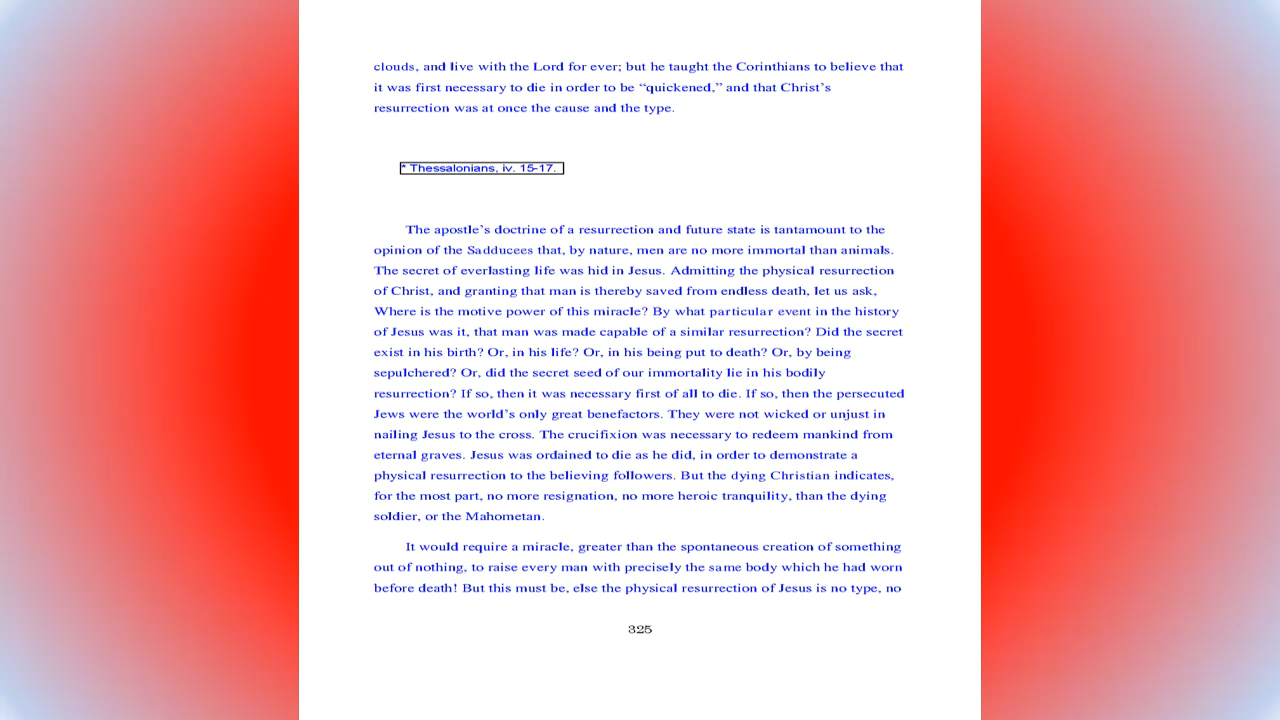 clouds, and live with the Lord for ever; but he taught the Corinthians to believe that
it was first necessary to die in order to be “quickened,” and that Christ’s
resurrection was at once the cause and the type.
* Thessalonians, iv. 15-17.
The apostle’s doctrine of a resurrection and future state is tantamount to the
opinion of the Sadducees that, by nature, men are no more immortal than animals.
The secret of everlasting life was hid in Jesus. Admitting the physical resurrection
of Christ, and granting that man is thereby saved from endless death, let us ask,
Where is the motive power of this miracle? By what particular event in the history
of Jesus was it, that man was made capable of a similar resurrection? Did the secret
exist in his birth? Or, in his life? Or, in his being put to death? Or, by being
sepulchered? Or, did the secret seed of our immortality lie in his bodily
resurrection? If so, then it was necessary first of all to die. If so, then the persecuted
Jews were the world’s only great benefactors. They were not wicked or unjust in
nailing Jesus to the cross. The crucifixion was necessary to redeem mankind from
eternal graves. Jesus was ordained to die as he did, in order to demonstrate a
physical resurrection to the believing followers. But the dying Christian indicates,
for the most part, no more resignation, no more heroic tranquility, than the dying
soldier, or the Mahometan.
It would require a miracle, greater than the spontaneous creation of something
out of nothing, to raise every man with precisely the same body which he had worn
before death! But this must be, else the physical resurrection of Jesus is no type, no
325